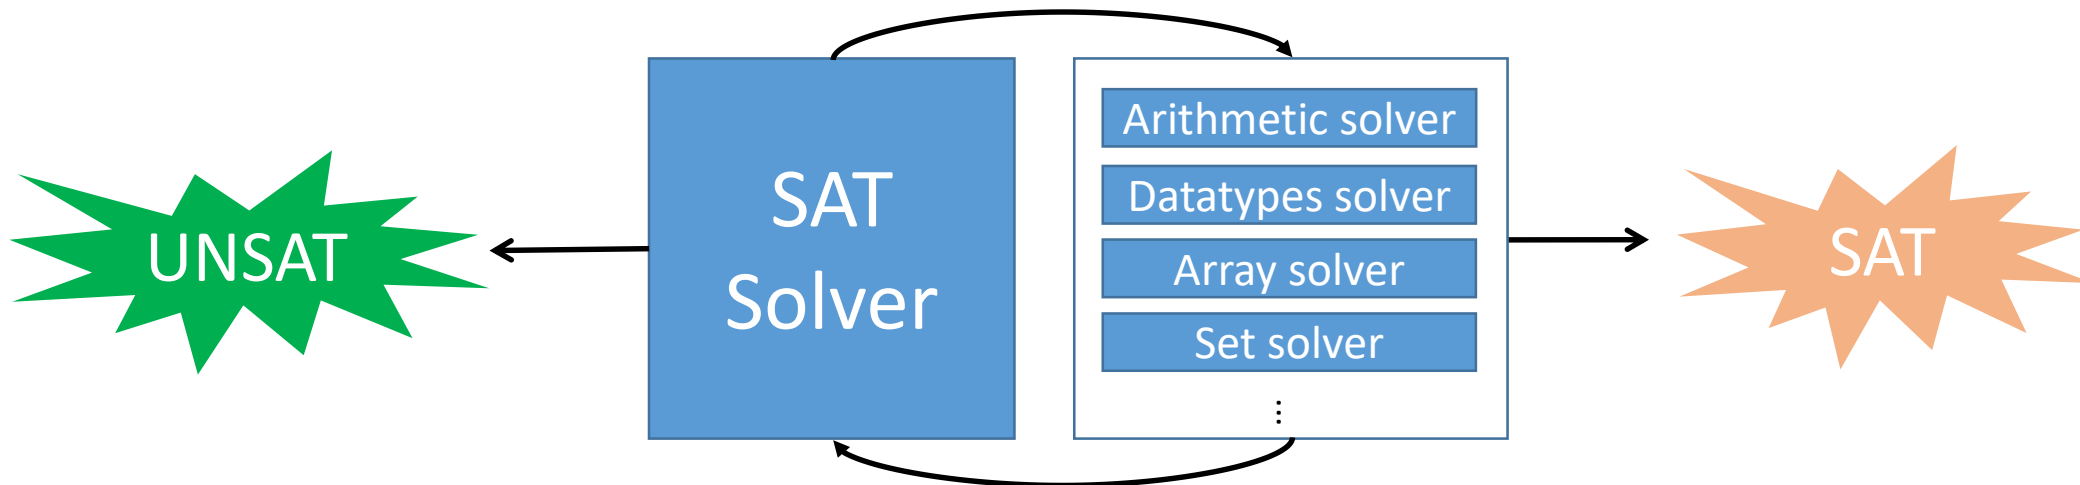 UNSAT
SAT
Solver
Arithmetic solver
Datatypes solver
Array solver
Set solver
...
SAT